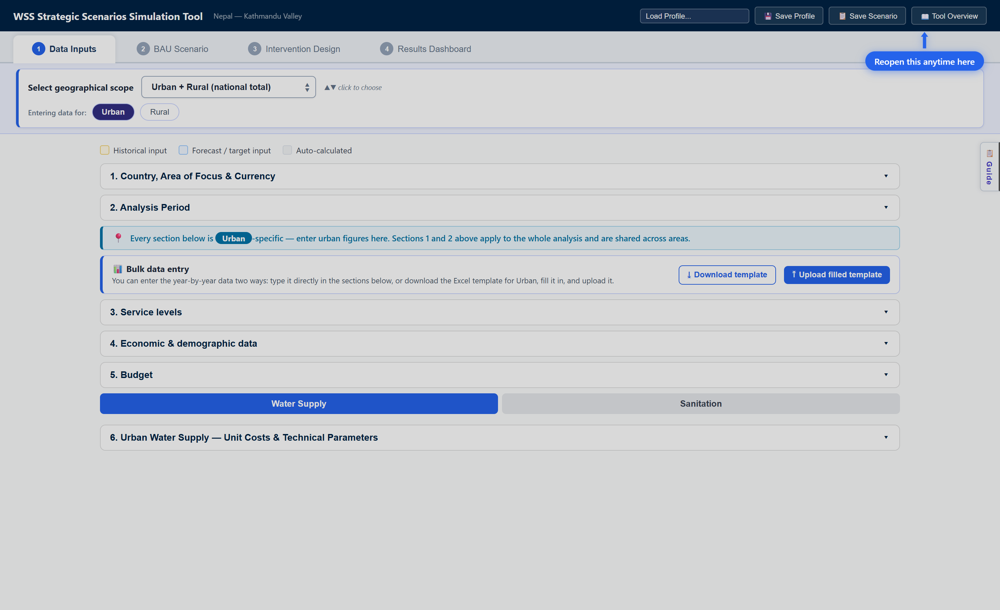 WSS Strategic Scenarios Simulation Tool Nepal — Kathmandu Valley Load Profile... Save Profile Save Scenario Tool Overview
1 Data Inputs 2 BAU Scenario 3 Intervention Design 4 Results Dashboard
Reopen this anytime here
Select geographical scope Urban + Rural (national total) ▲▼ click to choose
Entering data for: Urban Rural
Historical input Forecast / target input Auto-calculated
Guide
1. Country, Area of Focus & Currency
2. Analysis Period
Every section below is Urban-specific — enter urban figures here. Sections 1 and 2 above apply to the whole analysis and are shared across areas.
Bulk data entry
You can enter the year-by-year data two ways: type it directly in the sections below, or download the Excel template for Urban, fill it in, and upload it.
⤓ Download template ⤒ Upload filled template
3. Service levels
4. Economic & demographic data
5. Budget
Water Supply Sanitation
6. Urban Water Supply — Unit Costs & Technical Parameters